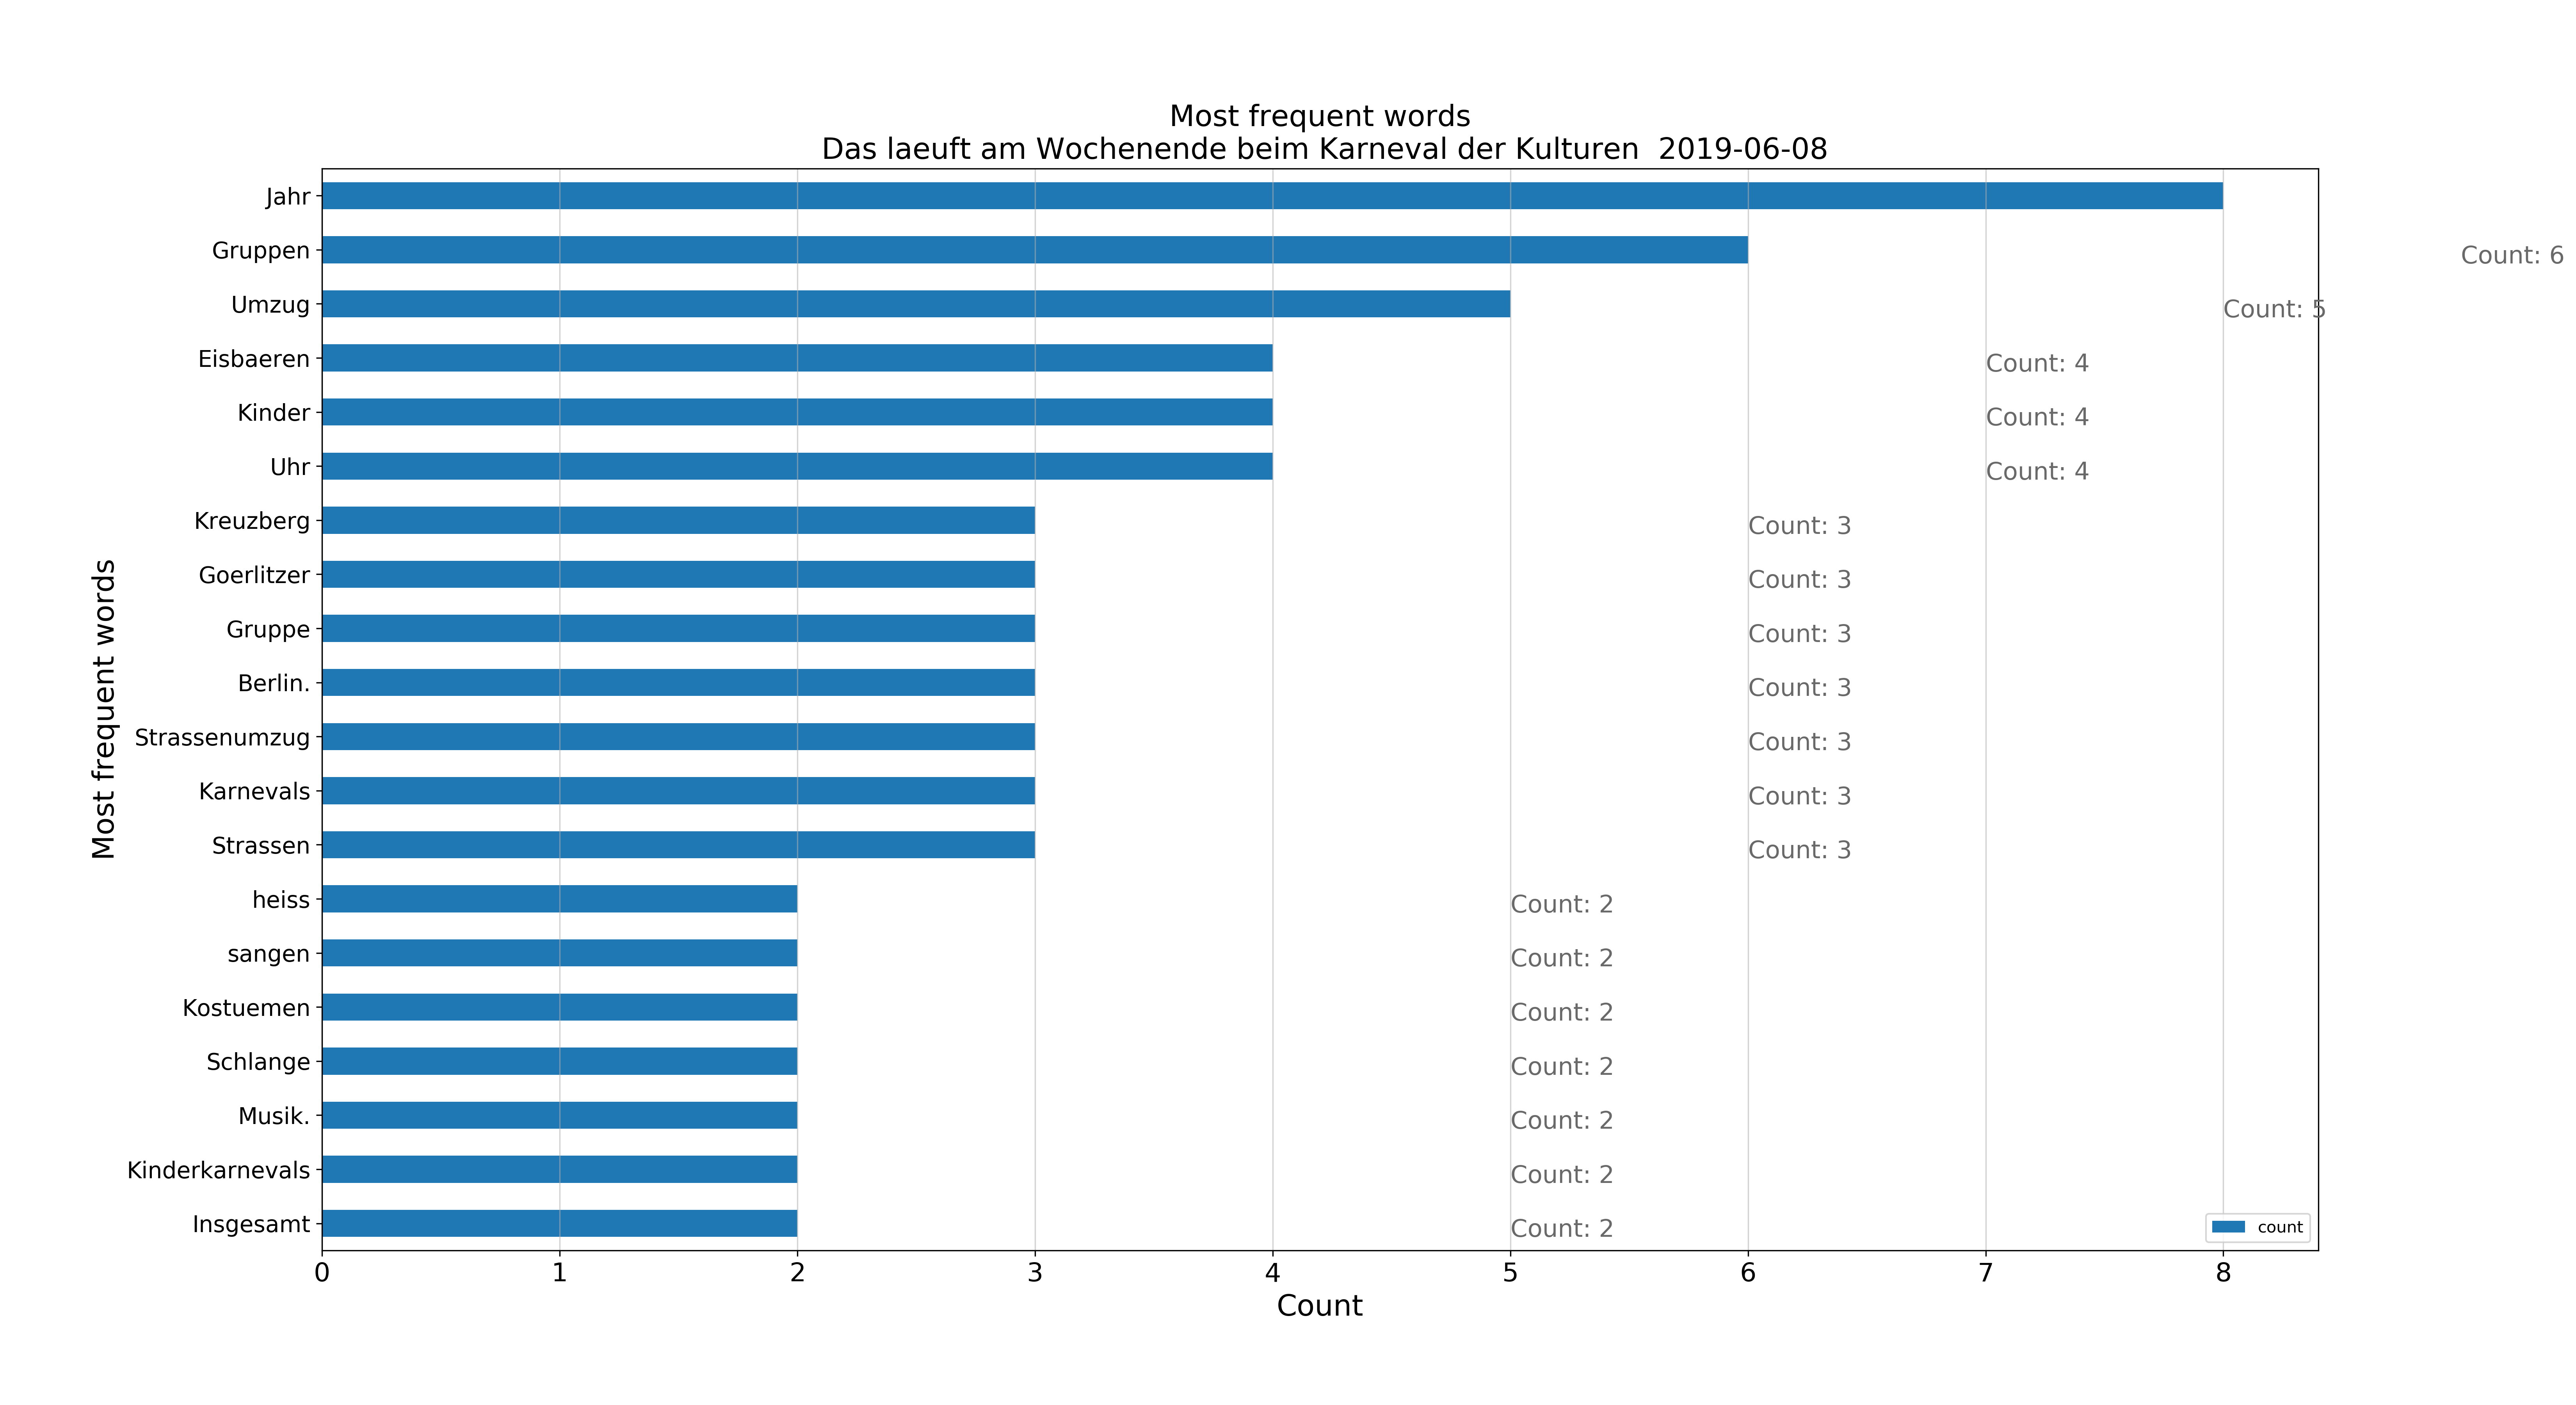 Most frequent words
Das laeuft am Wochenende beim Karneval der Kulturen  2019-06-08
Most frequent words
Jahr
Gruppen Count: 6
Umzug Count: 5
Eisbaeren Count: 4
Kinder Count: 4
Uhr Count: 4
Kreuzberg Count: 3
Goerlitzer Count: 3
Gruppe Count: 3
Berlin. Count: 3
Strassenumzug Count: 3
Karnevals Count: 3
Strassen Count: 3
heiss Count: 2
sangen Count: 2
Kostuemen Count: 2
Schlange Count: 2
Musik. Count: 2
Kinderkarnevals Count: 2
Insgesamt Count: 2
count
0 1 2 3 4 5 6 7 8
Count